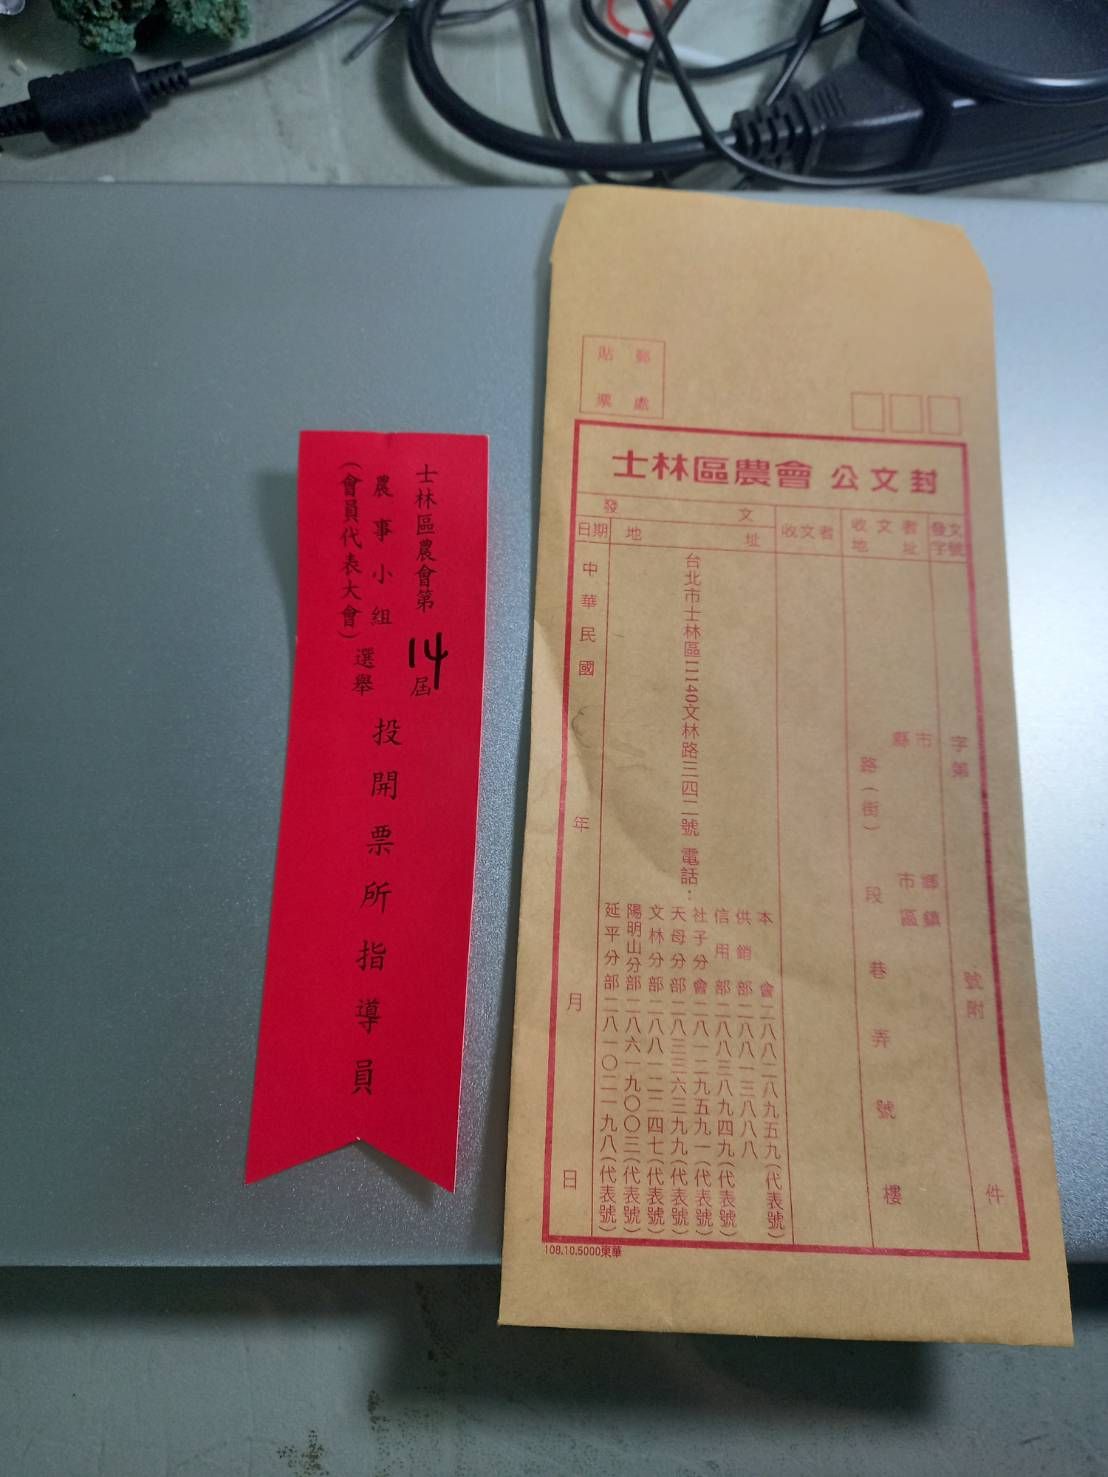 士林區農會第14屆
農事小組
(會員代表大會)
選舉
投開票所指導員
郵票
貼處
士林區農會 公文封
發文字號
收文者地址
收文者
發文地址
日期
字第 號附 件
縣市 鄉鎮市區
路(街) 段 巷 弄 號 樓
台北市士林區11140文林路三四二號 電話:
本會二八八二八九五九(代表號)
供銷部二八八一三八八八
信用部二八八三八九四九(代表號)
社子分會二八一二九五九一(代表號)
天母分部二八三三六三九九(代表號)
文林分部二八八一二二四七(代表號)
陽明山分部二八六一九〇〇三(代表號)
延平分部二八一〇二一九八(代表號)
中華民國 年 月 日
108.10.5000東華